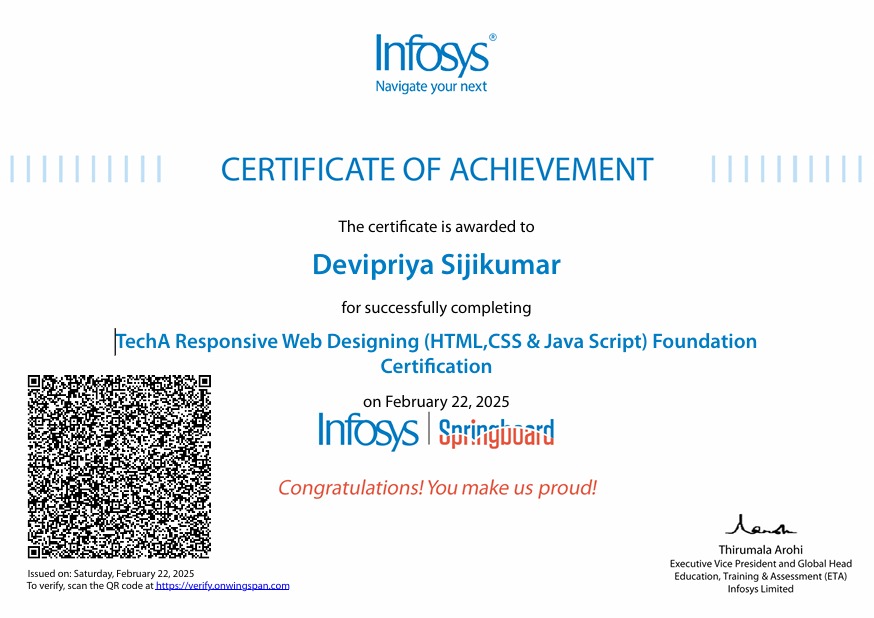 Infosys®
Navigate your next
CERTIFICATE OF ACHIEVEMENT
The certificate is awarded to
Devipriya Sijikumar
for successfully completing
TechA Responsive Web Designing (HTML,CSS & Java Script) Foundation
Certification
on February 22, 2025
Infosys | Springboard
Congratulations! You make us proud!
Thirumala Arohi
Executive Vice President and Global Head
Education, Training & Assessment (ETA)
Infosys Limited
Issued on: Saturday, February 22, 2025
To verify, scan the QR code at https://verify.onwingspan.com